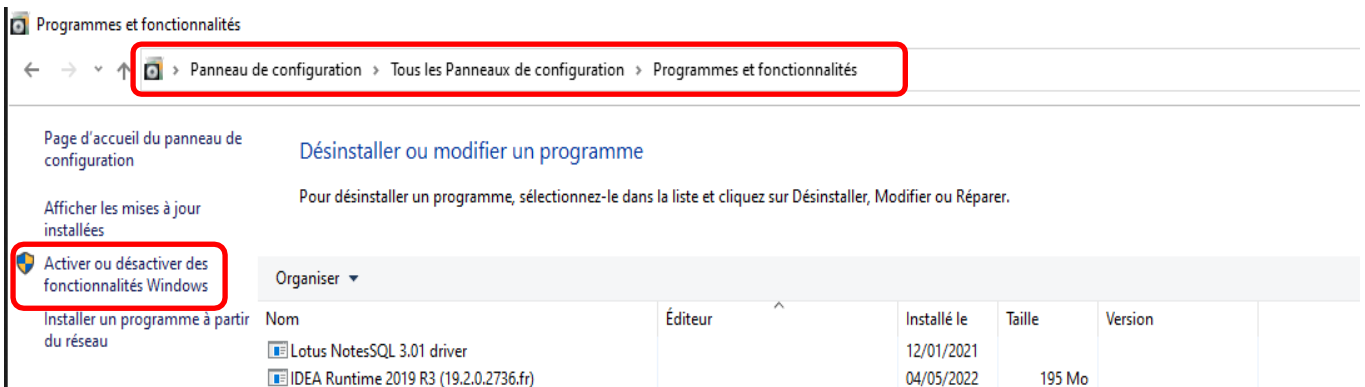 Programmes et fonctionnalités
Panneau de configuration > Tous les Panneaux de configuration > Programmes et fonctionnalités
Page d'accueil du panneau de
configuration
Afficher les mises à jour
installées
Activer ou désactiver des
fonctionnalités Windows
Installer un programme à partir
du réseau
Désinstaller ou modifier un programme
Pour désinstaller un programme, sélectionnez-le dans la liste et cliquez sur Désinstaller, Modifier ou Réparer.
Organiser
Nom Éditeur Installé le Taille Version
Lotus NotesSQL 3.01 driver 12/01/2021
IDEA Runtime 2019 R3 (19.2.0.2736.fr) 04/05/2022 195 Mo